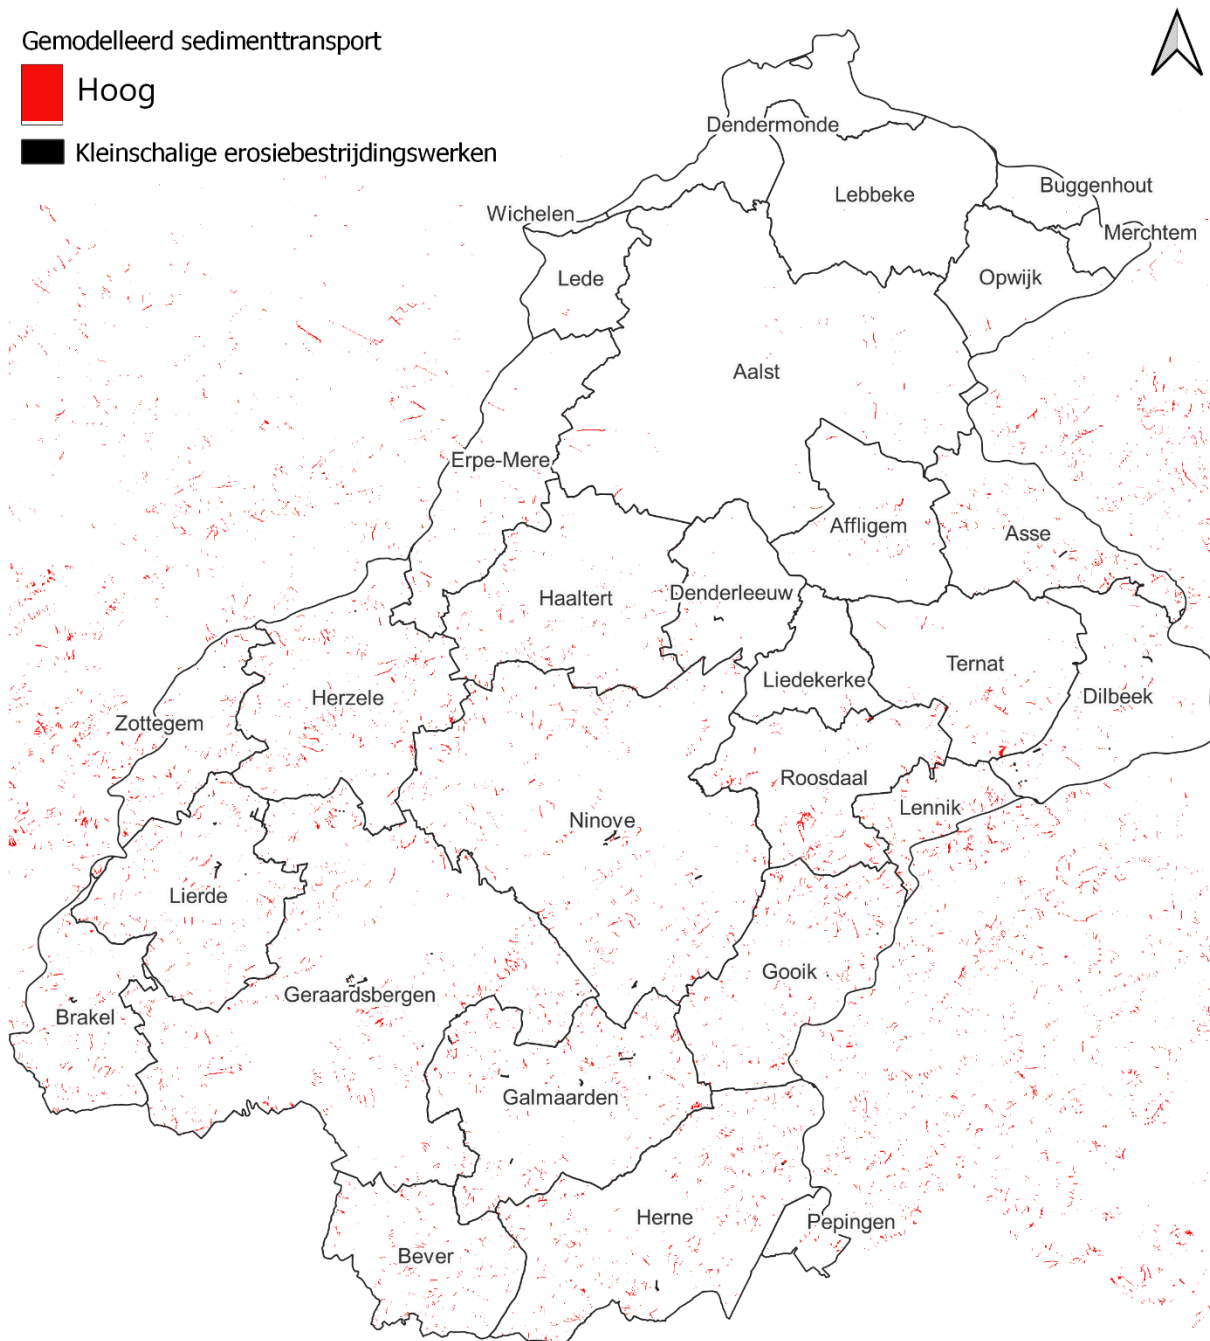 Gemodelleerd sedimenttransport
Hoog
Kleinschalige erosiebestrijdingswerken
Dendermonde
Buggenhout
Lebbeke
Wichelen
Merchtem
Lede
Opwijk
Aalst
Erpe-Mere
Affligem
Asse
Denderleeuw
Haaltert
Ternat
Liedekerke
Dilbeek
Herzele
Zottegem
Roosdaal
Lennik
Ninove
Lierde
Gooik
Geraardsbergen
Brakel
Galmaarden
Herne
Pepingen
Bever